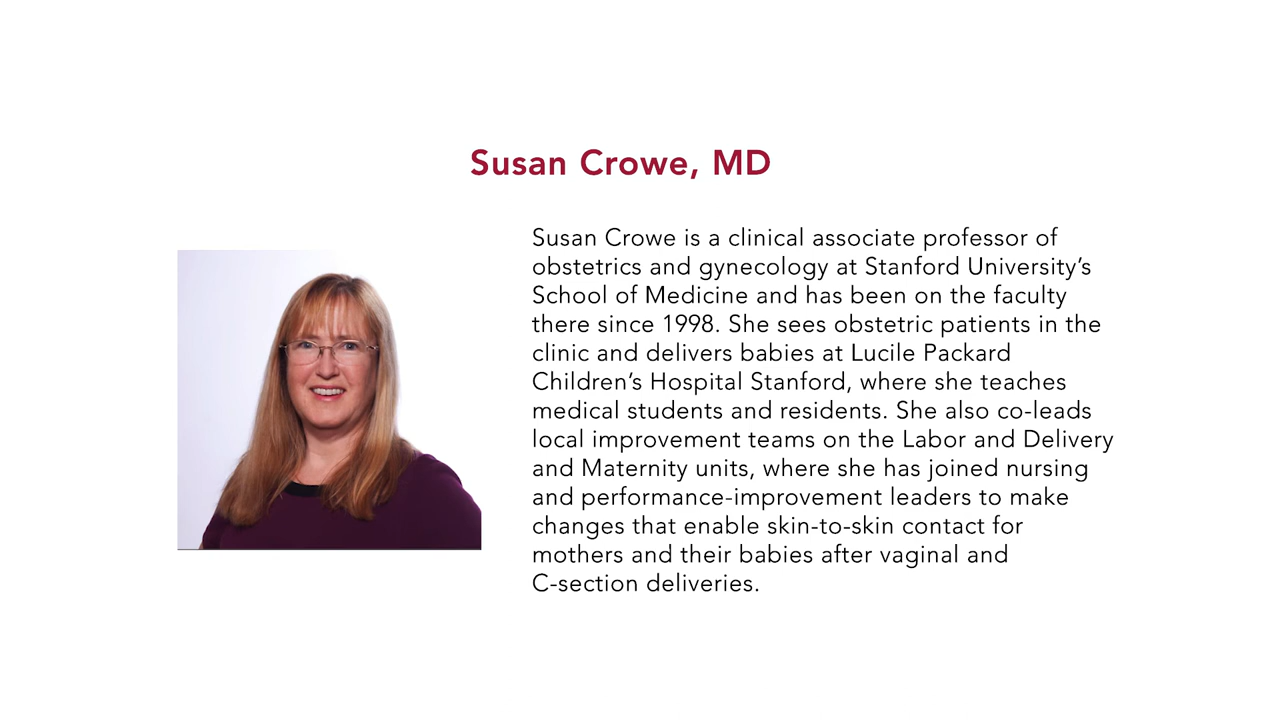 Susan Crowe, MD
Susan Crowe is a clinical associate professor of
obstetrics and gynecology at Stanford University’s
School of Medicine and has been on the faculty
there since 1998. She sees obstetric patients in the
clinic and delivers babies at Lucile Packard
Children’s Hospital Stanford, where she teaches
medical students and residents. She also co-leads
local improvement teams on the Labor and Delivery
and Maternity units, where she has joined nursing
and performance-improvement leaders to make
changes that enable skin-to-skin contact for
mothers and their babies after vaginal and
C-section deliveries.